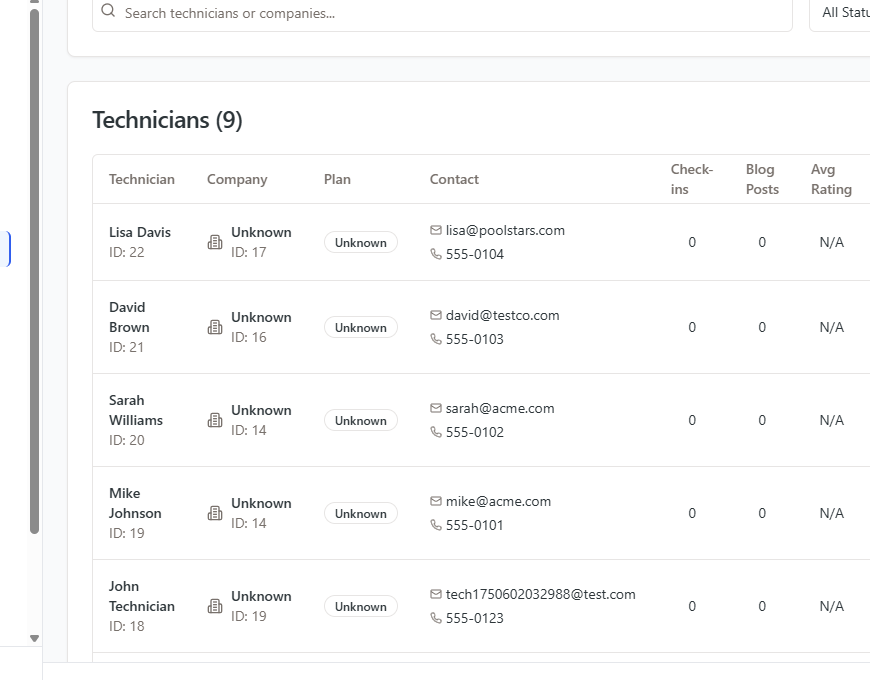 Search technicians or companies...
All Statu
Technicians (9)
Technician Company Plan Contact Check-ins Blog Posts Avg Rating
Lisa Davis
ID: 22
Unknown
ID: 17
Unknown
lisa@poolstars.com
555-0104
0 0 N/A
David
Brown
ID: 21
Unknown
ID: 16
Unknown
david@testco.com
555-0103
0 0 N/A
Sarah
Williams
ID: 20
Unknown
ID: 14
Unknown
sarah@acme.com
555-0102
0 0 N/A
Mike
Johnson
ID: 19
Unknown
ID: 14
Unknown
mike@acme.com
555-0101
0 0 N/A
John
Technician
ID: 18
Unknown
ID: 19
Unknown
tech1750602032988@test.com
555-0123
0 0 N/A